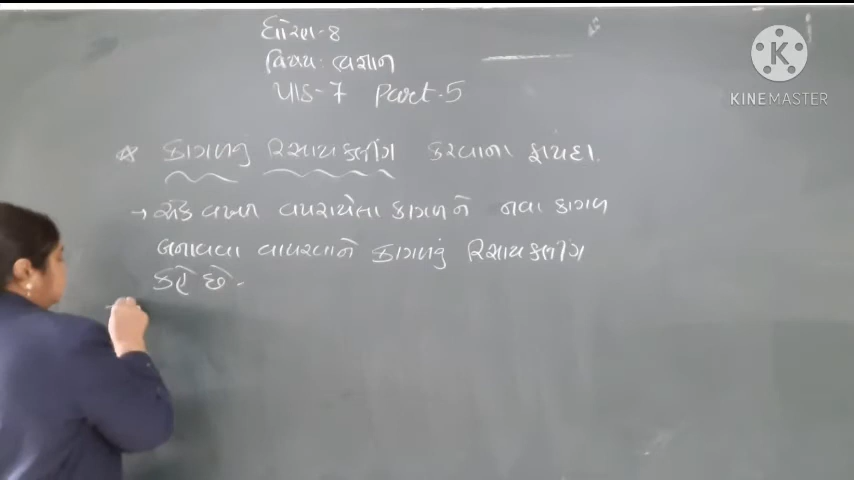 ધોરણ-8
વિષય: વિજ્ઞાન
પાઠ-7 Part-5
* કાગળનું રિસાયક્લીંગ કરવાના ફાયદા.
→ એક વખત વપરાયેલા કાગળને નવા કાગળ
બનાવવા વાપરવાને કાગળનું રિસાયક્લીંગ
કહે છે.
K
KINEMASTER